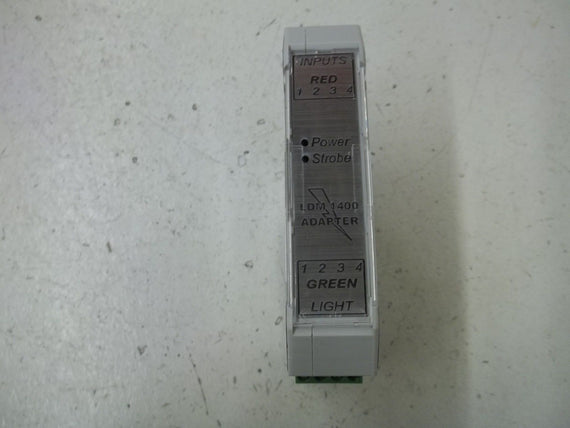 INPUTS
RED
1 2 3 4
Power
Strobe
LDM 1400
ADAPTER
1 2 3 4
GREEN
LIGHT